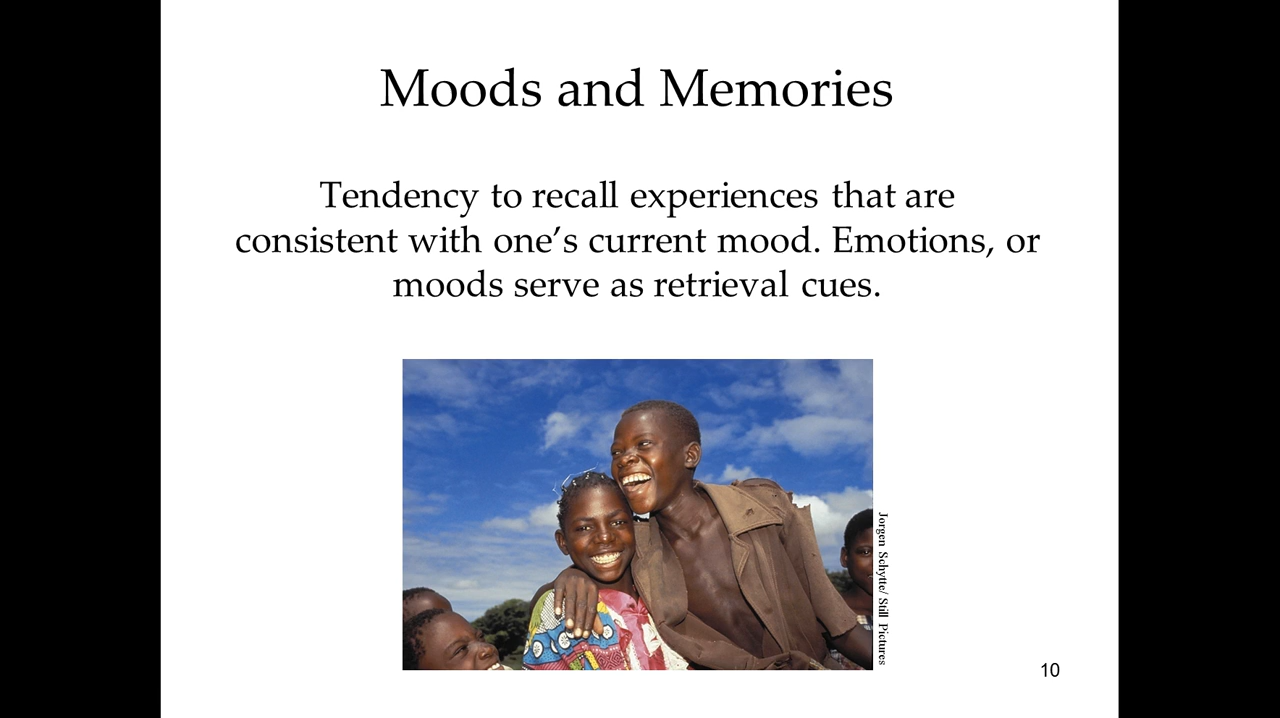 Moods and Memories
Tendency to recall experiences that are
consistent with one’s current mood. Emotions, or
moods serve as retrieval cues.
Jorgen Schytte/ Still Pictures
10